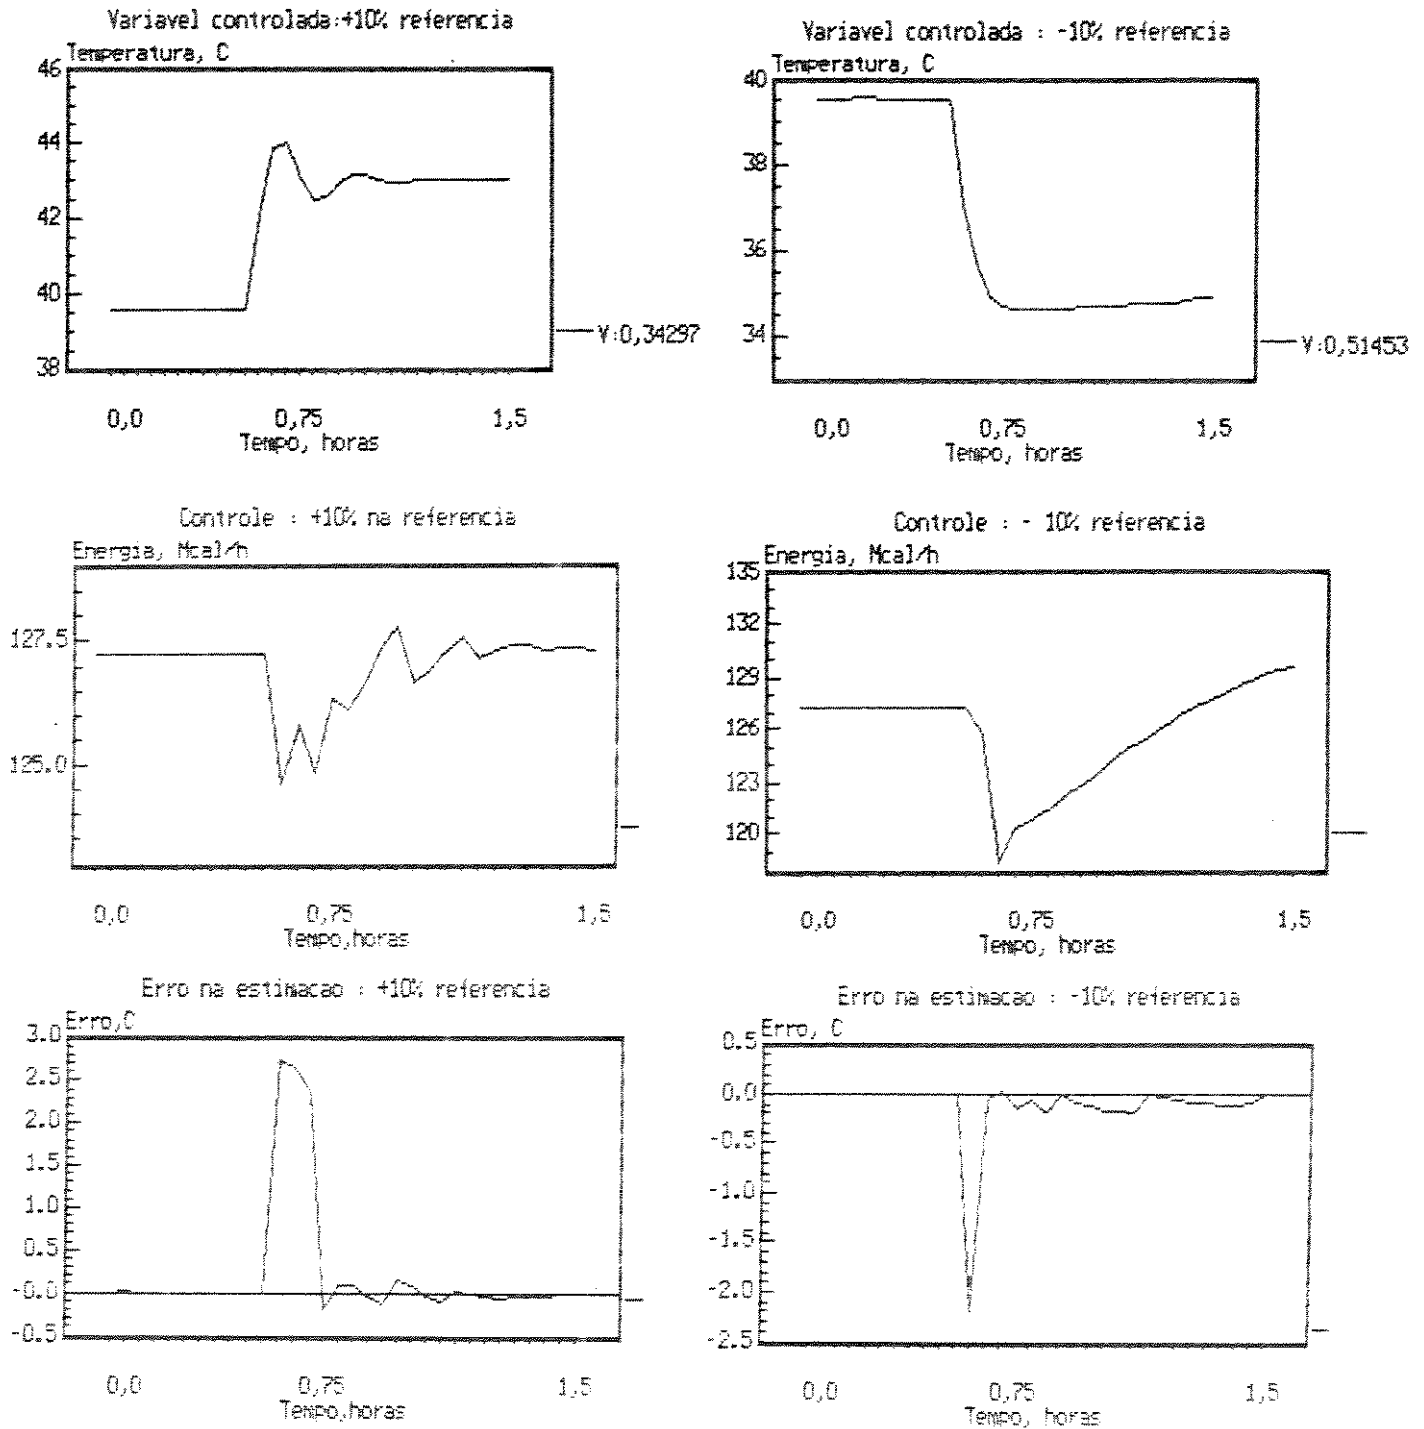 Variavel controlada:+10% referencia
Temperatura, C
46
44
42
40
38
V:0,34297
0,0
0,75
1,5
Tempo, horas
Variavel controlada : -10% referencia
Temperatura, C
40
38
36
34
V:0,51453
0,0
0,75
1,5
Tempo, horas
Controle : +10% na referencia
Energia, Mcal/h
127.5
125.0
0,0
0,75
1,5
Tempo,horas
Controle : - 10% referencia
Energia, Mcal/h
135
132
129
126
123
120
0,0
0,75
1,5
Tempo, horas
Erro na estimacao : +10% referencia
Erro,C
3.0
2.5
2.0
1.5
1.0
0.5
-0.0
-0.5
0,0
0,75
1,5
Tempo,horas
Erro na estimacao : -10% referencia
Erro, C
0.5
0.0
-0.5
-1.0
-1.5
-2.0
-2.5
0,0
0,75
1,5
Tempo, horas